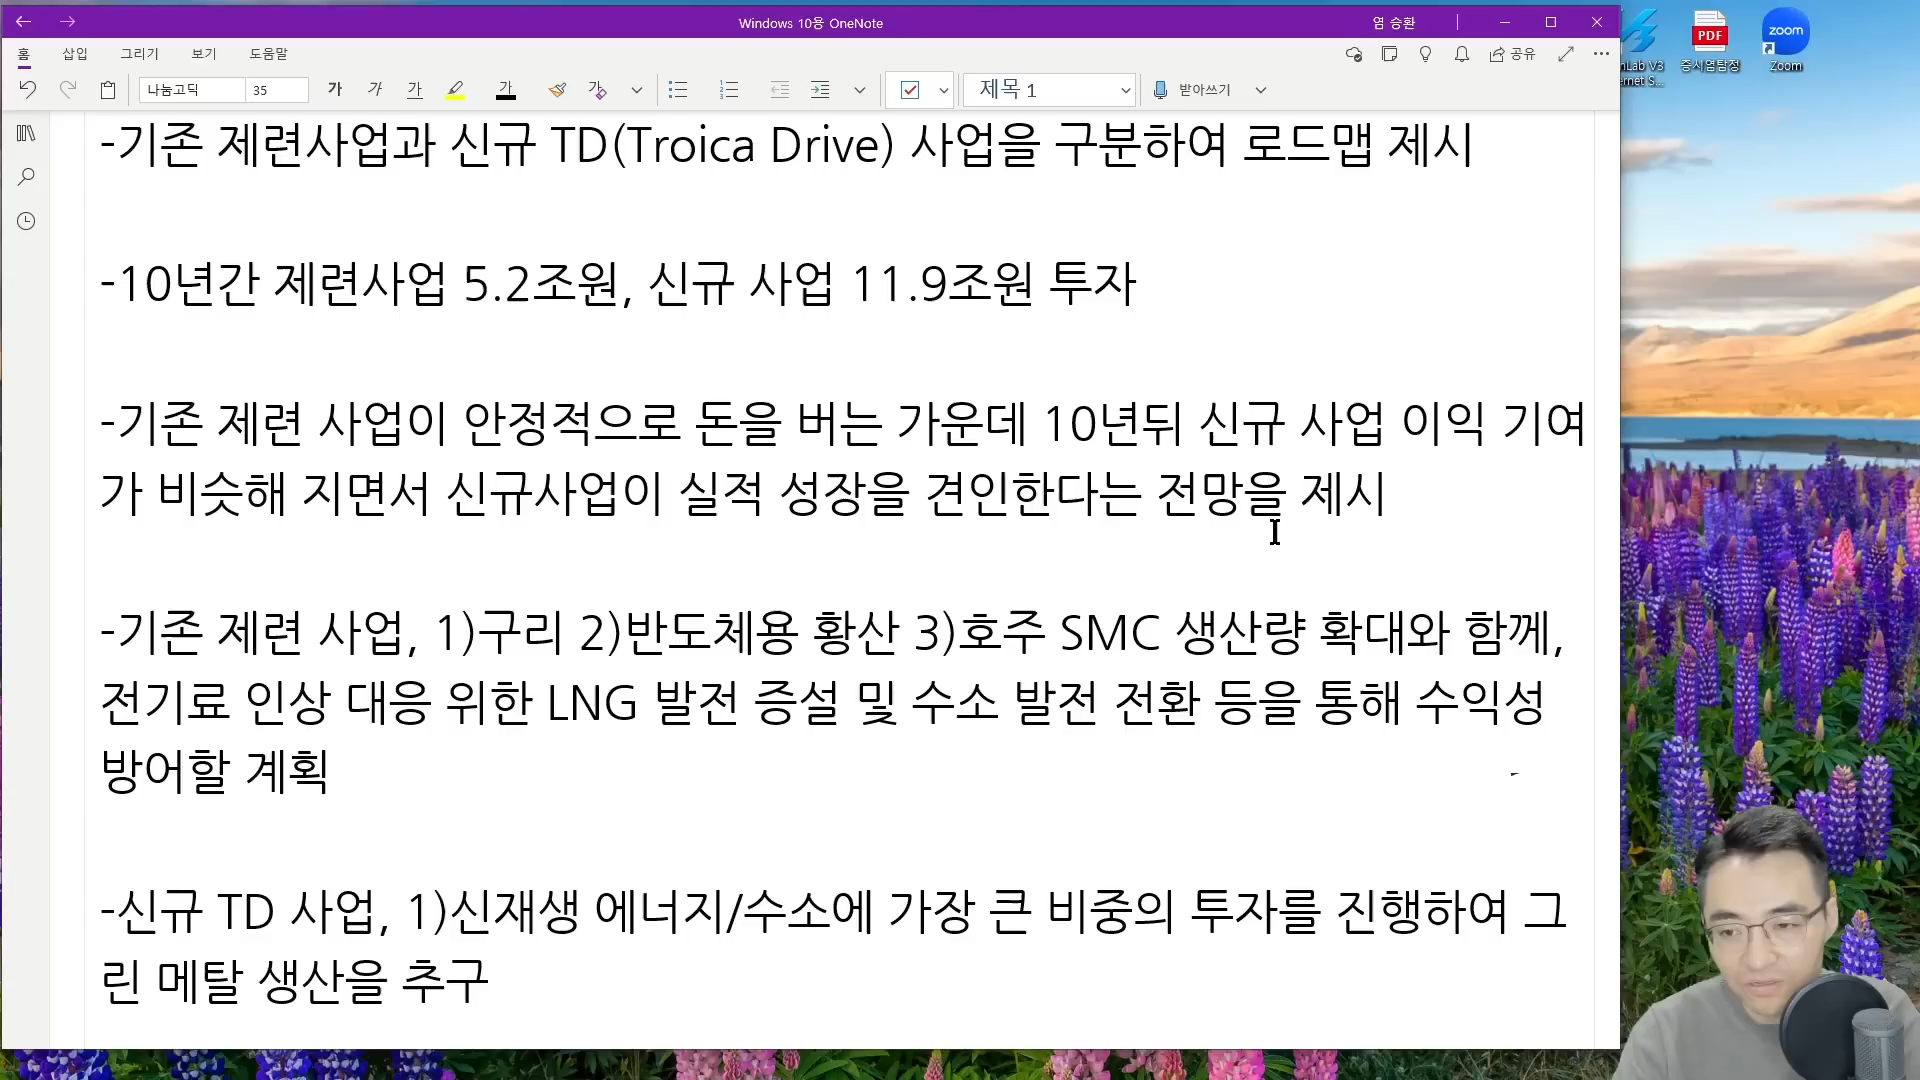 Windows 10용 OneNote
염 승환
홈 삽입 그리기 보기 도움말
공유
나눔고딕 35 가 가 가 가 제목 1 받아쓰기
-기존 제련사업과 신규 TD(Troica Drive) 사업을 구분하여 로드맵 제시
-10년간 제련사업 5.2조원, 신규 사업 11.9조원 투자
-기존 제련 사업이 안정적으로 돈을 버는 가운데 10년뒤 신규 사업 이익 기여
가 비슷해 지면서 신규사업이 실적 성장을 견인한다는 전망을 제시
-기존 제련 사업, 1)구리 2)반도체용 황산 3)호주 SMC 생산량 확대와 함께,
전기료 인상 대응 위한 LNG 발전 증설 및 수소 발전 전환 등을 통해 수익성
방어할 계획
-신규 TD 사업, 1)신재생 에너지/수소에 가장 큰 비중의 투자를 진행하여 그
린 메탈 생산을 추구
V3
PDF
증시염탐정
zoom
Zoom